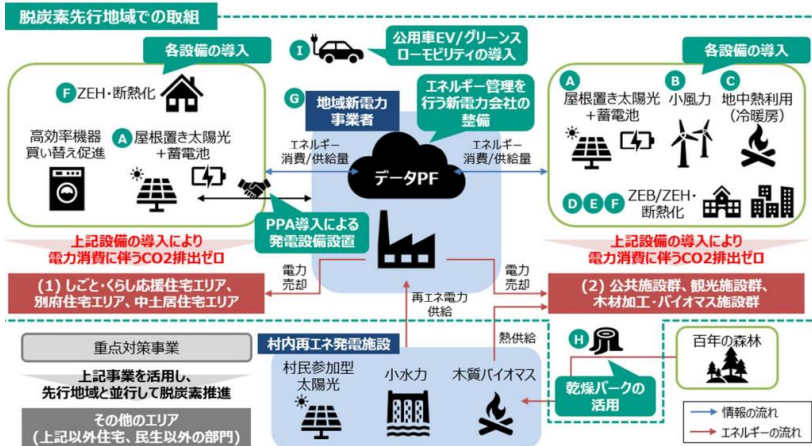 脱炭素先行地域での取組
各設備の導入
F ZEH・断熱化
高効率機器
買い替え促進
A 屋根置き太陽光
+蓄電池
I
公用車EV/グリーンス
ローモビリティの導入
G 地域新電力
事業者
エネルギー管理を
行う新電力会社の
整備
エネルギー
消費/供給量
データPF
エネルギー
消費/供給量
PPA導入による
発電設備設置
各設備の導入
A
屋根置き太陽光
+蓄電池
B
小風力
C
地中熱利用
(冷暖房)
D E F ZEB/ZEH・
断熱化
上記設備の導入により
電力消費に伴うCO2排出ゼロ
(1) しごと・くらし応援住宅エリア、
別府住宅エリア、中土居住宅エリア
電力
売却
電力
売却
上記設備の導入により
電力消費に伴うCO2排出ゼロ
(2) 公共施設群、観光施設群、
木材加工・バイオマス施設群
再エネ電力
供給
熱供給
重点対策事業
上記事業を活用し、
先行地域と並行して脱炭素推進
その他のエリア
(上記以外住宅、民生以外の部門)
村内再エネ発電施設
村民参加型
太陽光
小水力
木質バイオマス
H
乾燥バークの
活用
百年の森林
情報の流れ
エネルギーの流れ